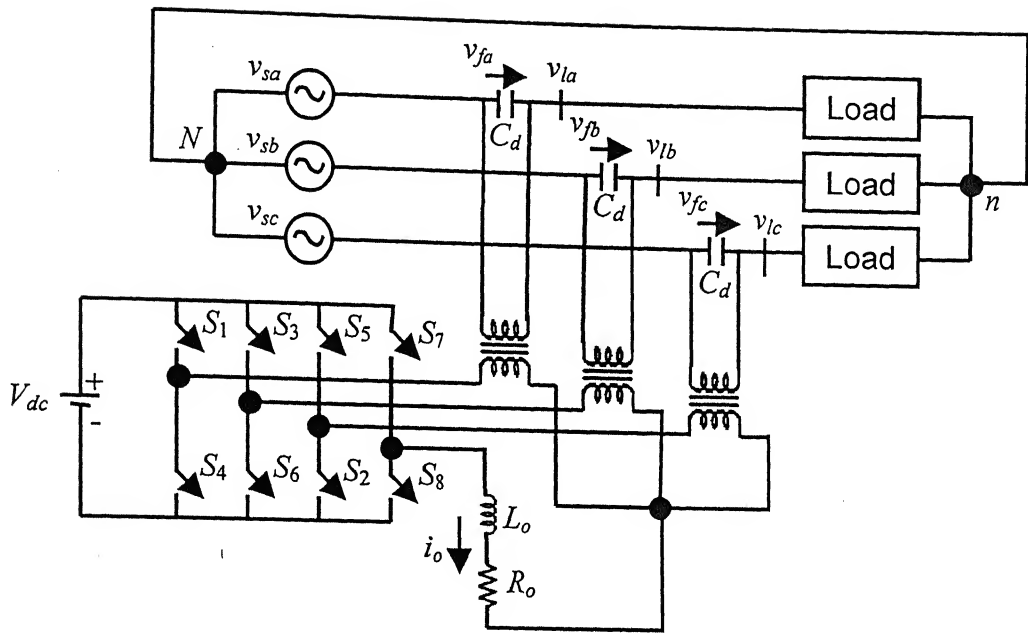 v_fa
v_la
v_sa
C_d
Load
v_fb
v_lb
N
v_sb
C_d
Load
v_fc
v_lc
n
v_sc
C_d
Load
S_1
S_3
S_5
S_7
V_dc
+
-
S_4
S_6
S_2
S_8
L_o
i_o
R_o